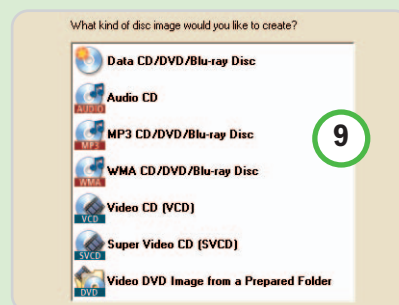 What kind of disc image would you like to create?
Data CD/DVD/Blu-ray Disc
AUDIO
Audio CD
MP3
MP3 CD/DVD/Blu-ray Disc
9
WMA
WMA CD/DVD/Blu-ray Disc
VCD
Video CD (VCD)
SVCD
Super Video CD (SVCD)
DVD
Video DVD Image from a Prepared Folder